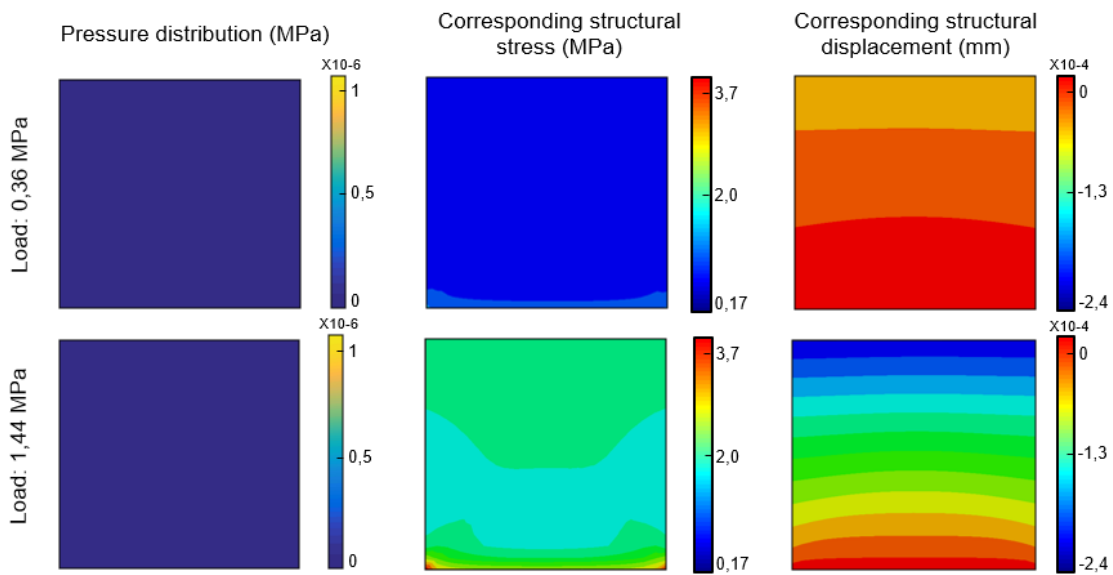 Pressure distribution (MPa)
Corresponding structural
stress (MPa)
Corresponding structural
displacement (mm)
Load: 0,36 MPa
X10-6
1
0,5
0
3,7
2,0
0,17
X10-4
0
-1,3
-2,4
Load: 1,44 MPa
X10-6
1
0,5
0
3,7
2,0
0,17
X10-4
0
-1,3
-2,4